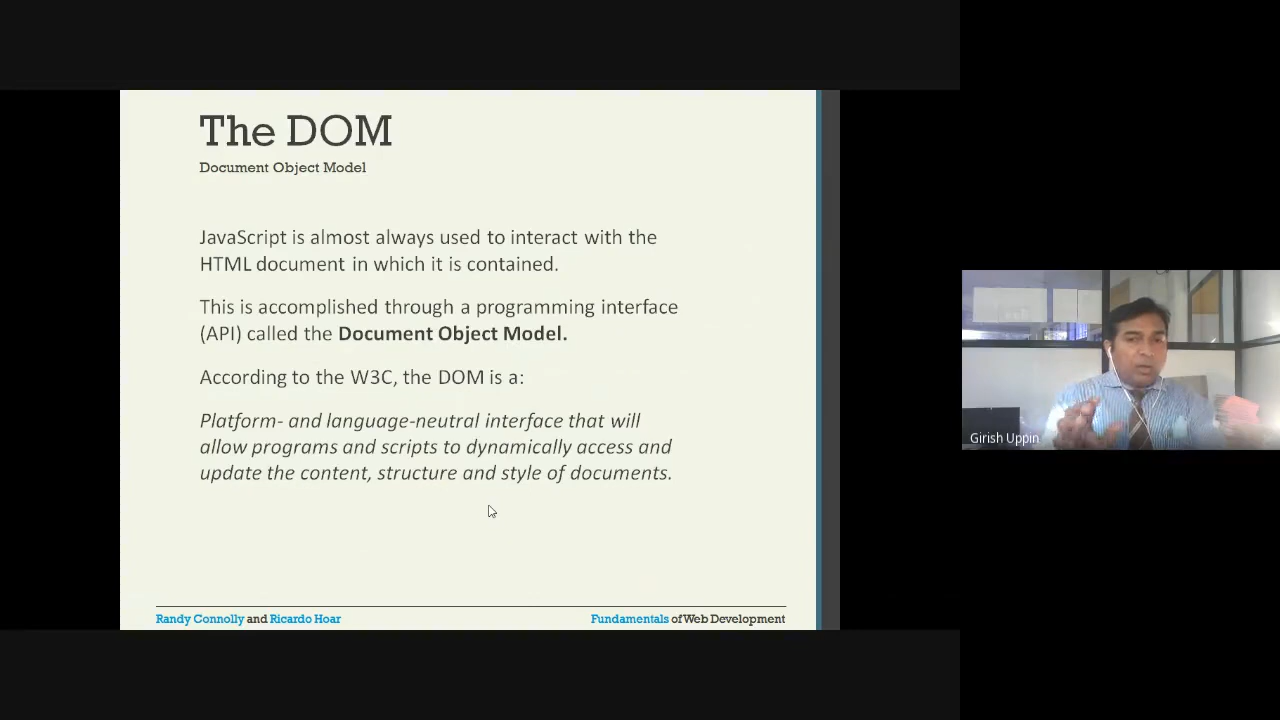 The DOM
Document Object Model
JavaScript is almost always used to interact with the
HTML document in which it is contained.
This is accomplished through a programming interface
(API) called the Document Object Model.
According to the W3C, the DOM is a:
Platform- and language-neutral interface that will
allow programs and scripts to dynamically access and
update the content, structure and style of documents.
Randy Connolly and Ricardo Hoar
Fundamentals of Web Development
Girish Uppin